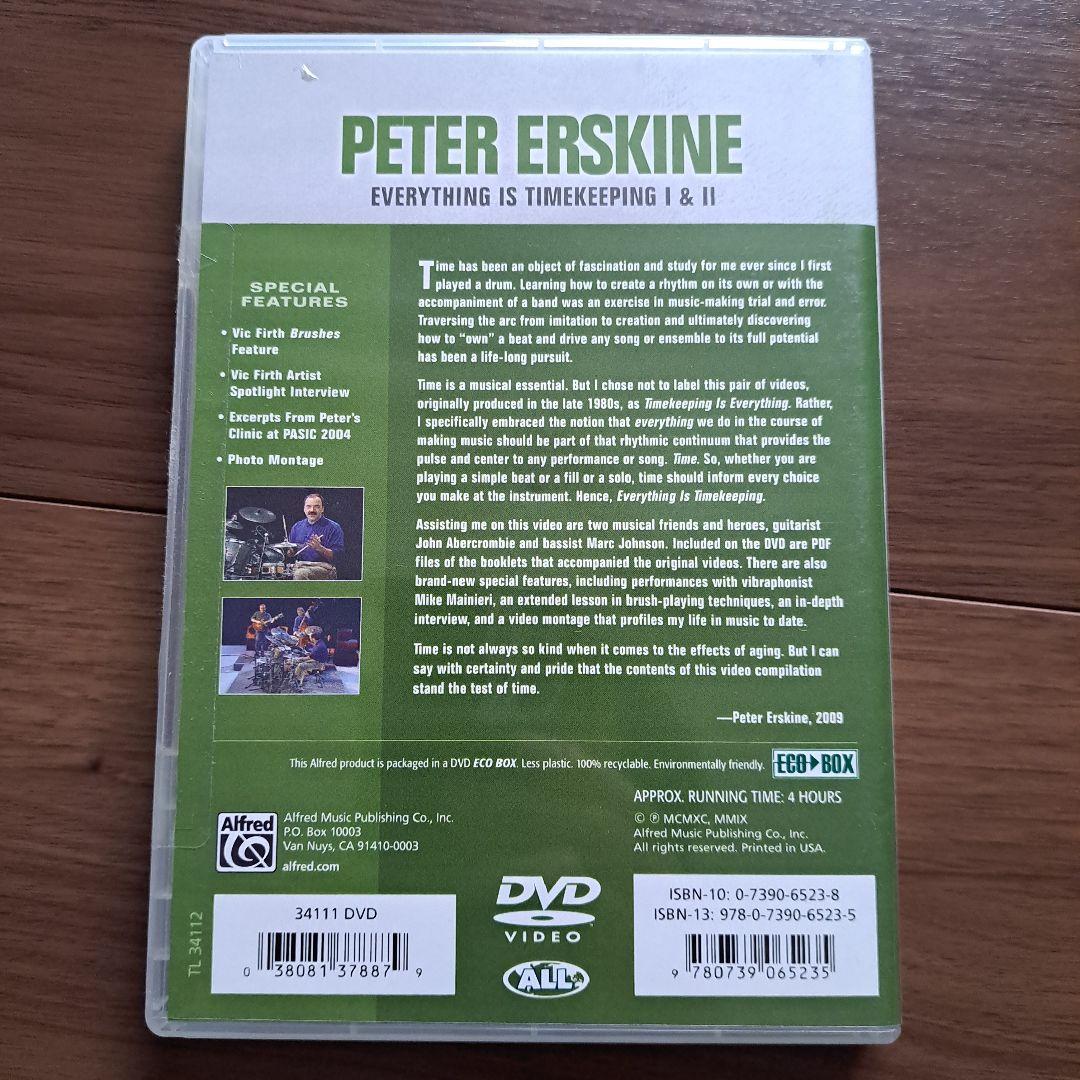 PETER ERSKINE
EVERYTHING IS TIMEKEEPING I & II
SPECIAL
FEATURES
• Vic Firth Brushes
Feature
• Vic Firth Artist
Spotlight Interview
• Excerpts From Peter's
Clinic at PASIC 2004
• Photo Montage
Time has been an object of fascination and study for me ever since I first
played a drum. Learning how to create a rhythm on its own or with the
accompaniment of a band was an exercise in music-making trial and error.
Traversing the arc from imitation to creation and ultimately discovering
how to "own" a beat and drive any song or ensemble to its full potential
has been a life-long pursuit.
Time is a musical essential. But I chose not to label this pair of videos,
originally produced in the late 1980s, as Timekeeping Is Everything. Rather,
I specifically embraced the notion that everything we do in the course of
making music should be part of that rhythmic continuum that provides the
pulse and center to any performance or song. Time. So, whether you are
playing a simple beat or a fill or a solo, time should inform every choice
you make at the instrument. Hence, Everything Is Timekeeping.
Assisting me on this video are two musical friends and heroes, guitarist
John Abercrombie and bassist Marc Johnson. Included on the DVD are PDF
files of the booklets that accompanied the original videos. There are also
brand-new special features, including performances with vibraphonist
Mike Mainieri, an extended lesson in brush-playing techniques, an in-depth
interview, and a video montage that profiles my life in music to date.
Time is not always so kind when it comes to the effects of aging. But I can
say with certainty and pride that the contents of this video compilation
stand the test of time.
—Peter Erskine, 2009
This Alfred product is packaged in a DVD ECO BOX. Less plastic. 100% recyclable. Environmentally friendly.
ECO BOX
APPROX. RUNNING TIME: 4 HOURS
© ℗ MCMXC, MMIX
Alfred Music Publishing Co., Inc.
All rights reserved. Printed in USA.
Alfred
Alfred Music Publishing Co., Inc.
P.O. Box 10003
Van Nuys, CA 91410-0003
alfred.com
TL 34112
34111 DVD
0 38081 37887 9
DVD
VIDEO
ALL
ISBN-10: 0-7390-6523-8
ISBN-13: 978-0-7390-6523-5
9 780739 065235